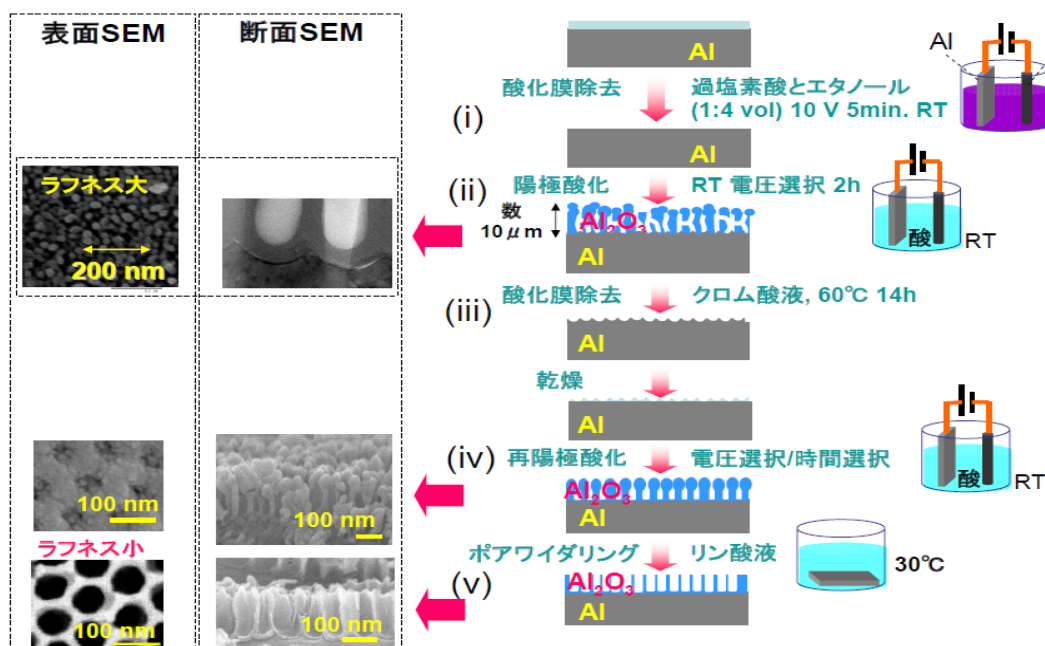 表面SEM
断面SEM
Al
酸化膜除去
過塩素酸とエタノール
(1:4 vol) 10 V 5min. RT
(i)
Al
Al
ラフネス大
200 nm
(ii)
陽極酸化
RT 電圧選択 2h
数
10μm
Al₂O₃
Al
酸
RT
(iii)
酸化膜除去
クロム酸液, 60℃ 14h
Al
乾燥
Al
(iv)
再陽極酸化
電圧選択/時間選択
100 nm
100 nm
Al₂O₃
Al
酸
RT
ラフネス小
100 nm
100 nm
(v)
ポアワイダリング
リン酸液
Al₂O₃
Al
30℃